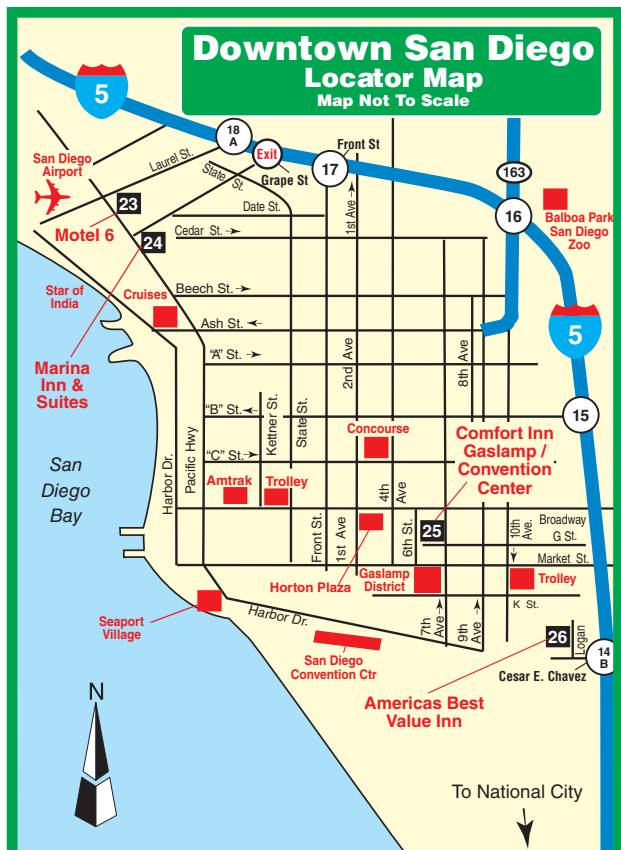 Downtown San Diego
Locator Map
Map Not To Scale
5
18
A
Exit
Grape St
17
Front St
163
16
San Diego
Airport
Laurel St.
State St.
23
Motel 6
24
Date St.
Cedar St.
1st Ave
Balboa Park
San Diego
Zoo
Star of
India
Cruises
Beech St.
Ash St.
5
Marina
Inn &
Suites
"A" St.
2nd Ave
8th Ave
"B" St.
Kettner St.
State St.
15
Concourse
Comfort Inn
Gaslamp /
Convention
Center
"C" St.
San
Diego
Bay
Harbor Dr.
Pacific Hwy
Amtrak
Trolley
4th
Ave
Front St.
1st Ave
6th St.
25
10th
Ave.
Broadway
G St.
Market St.
Horton Plaza
Gaslamp
District
Trolley
K St.
Seaport
Village
Harbor Dr.
7th
Ave
9th
Ave
San Diego
Convention Ctr
26
Logan
14
B
Cesar E. Chavez
Americas Best
Value Inn
N
To National City